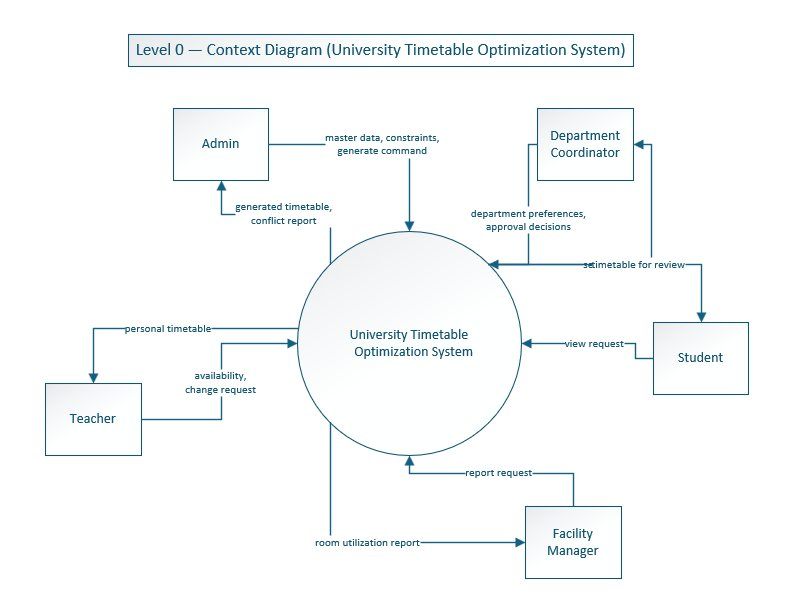 Level 0 — Context Diagram (University Timetable Optimization System)
Admin
master data, constraints,
generate command
Department
Coordinator
generated timetable,
conflict report
department preferences,
approval decisions
timetable for review
University Timetable
Optimization System
personal timetable
view request
Student
availability,
change request
Teacher
report request
room utilization report
Facility
Manager